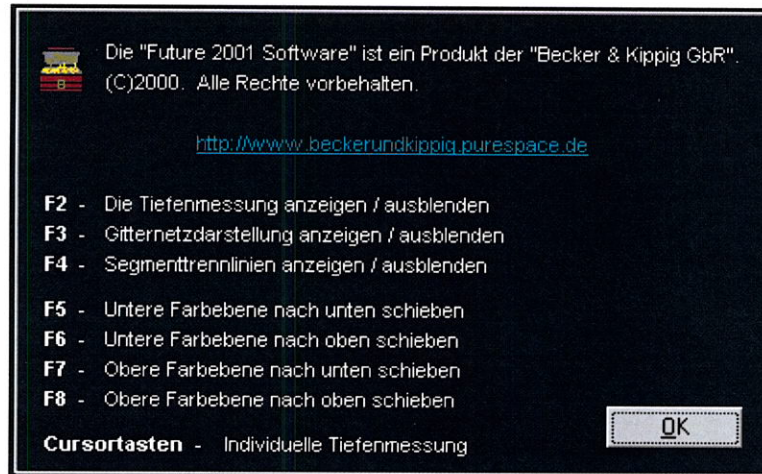 Die "Future 2001 Software" ist ein Produkt der "Becker & Kippig GbR".
(C)2000. Alle Rechte vorbehalten.
http://www.beckerundkippig.purespace.de
F2 - Die Tiefenmessung anzeigen / ausblenden
F3 - Gitternetzdarstellung anzeigen / ausblenden
F4 - Segmenttrennlinien anzeigen / ausblenden
F5 - Untere Farbebene nach unten schieben
F6 - Untere Farbebene nach oben schieben
F7 - Obere Farbebene nach unten schieben
F8 - Obere Farbebene nach oben schieben
OK
Cursortasten - Individuelle Tiefenmessung